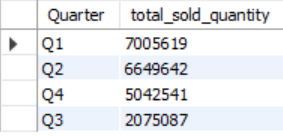 Quarter total_sold_quantity
Q1 7005619
Q2 6649642
Q4 5042541
Q3 2075087